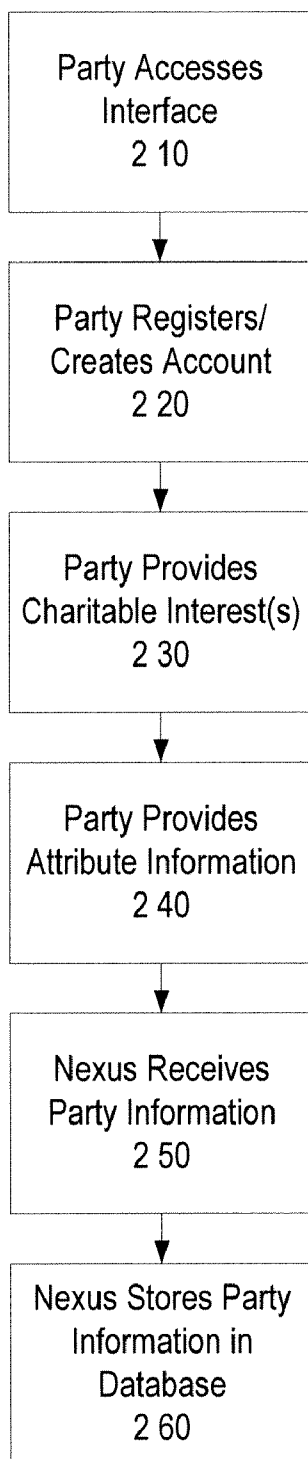 Party Accesses
Interface
2 10
Party Registers/
Creates Account
2 20
Party Provides
Charitable Interest(s)
2 30
Party Provides
Attribute Information
2 40
Nexus Receives
Party Information
2 50
Nexus Stores Party
Information in
Database
2 60